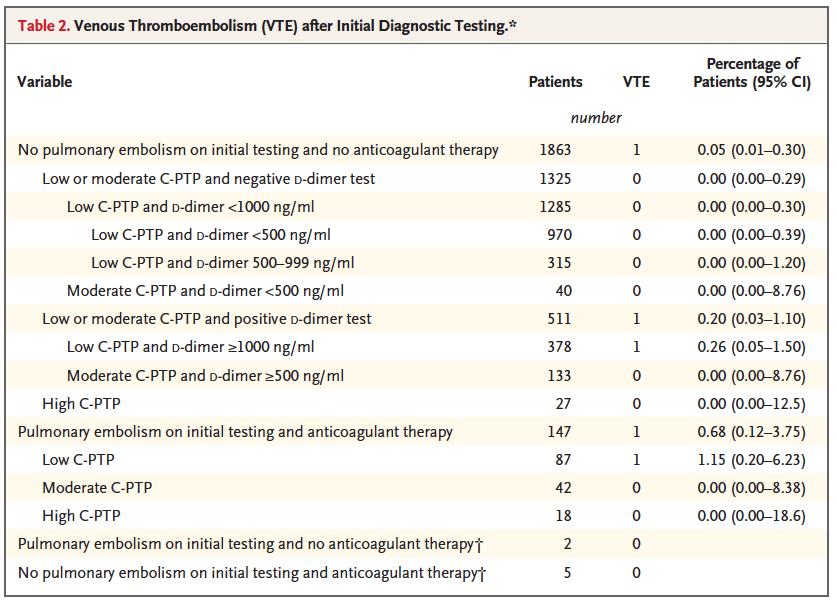 Table 2. Venous Thromboembolism (VTE) after Initial Diagnostic Testing.*
Variable Patients VTE Percentage of Patients (95% CI)
number
No pulmonary embolism on initial testing and no anticoagulant therapy 1863 1 0.05 (0.01–0.30)
Low or moderate C-PTP and negative D-dimer test 1325 0 0.00 (0.00–0.29)
Low C-PTP and D-dimer <1000 ng/ml 1285 0 0.00 (0.00–0.30)
Low C-PTP and D-dimer <500 ng/ml 970 0 0.00 (0.00–0.39)
Low C-PTP and D-dimer 500–999 ng/ml 315 0 0.00 (0.00–1.20)
Moderate C-PTP and D-dimer <500 ng/ml 40 0 0.00 (0.00–8.76)
Low or moderate C-PTP and positive D-dimer test 511 1 0.20 (0.03–1.10)
Low C-PTP and D-dimer ≥1000 ng/ml 378 1 0.26 (0.05–1.50)
Moderate C-PTP and D-dimer ≥500 ng/ml 133 0 0.00 (0.00–8.76)
High C-PTP 27 0 0.00 (0.00–12.5)
Pulmonary embolism on initial testing and anticoagulant therapy 147 1 0.68 (0.12–3.75)
Low C-PTP 87 1 1.15 (0.20–6.23)
Moderate C-PTP 42 0 0.00 (0.00–8.38)
High C-PTP 18 0 0.00 (0.00–18.6)
Pulmonary embolism on initial testing and no anticoagulant therapy† 2 0
No pulmonary embolism on initial testing and anticoagulant therapy† 5 0